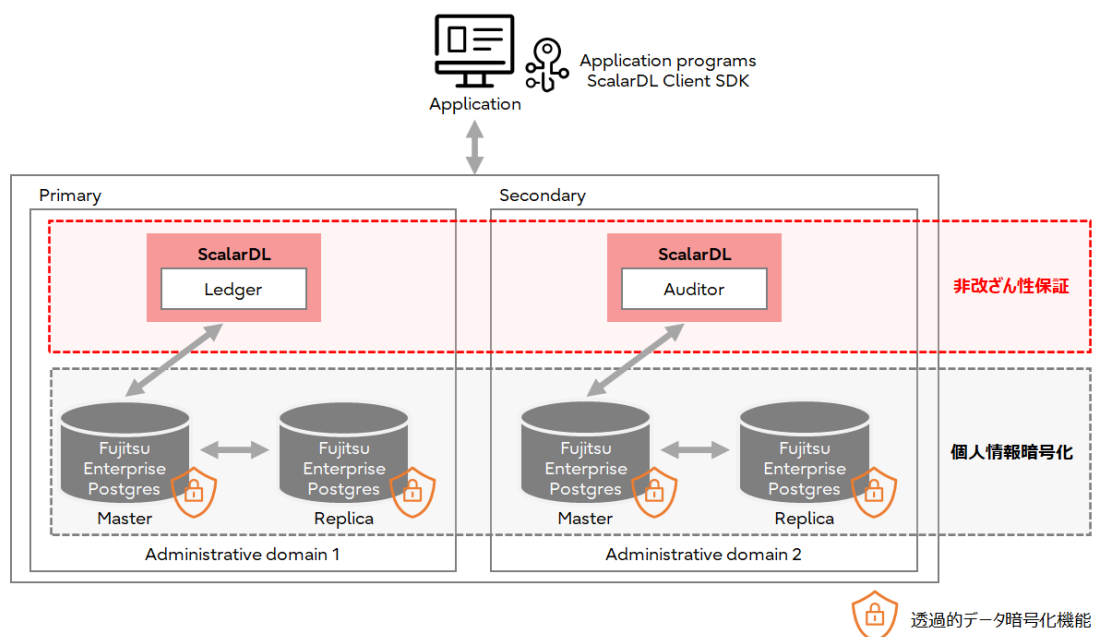 Application programs
ScalarDL Client SDK
Application
Primary
Secondary
ScalarDL
Ledger
ScalarDL
Auditor
非改ざん性保証
Fujitsu
Enterprise
Postgres
Master
Fujitsu
Enterprise
Postgres
Replica
Fujitsu
Enterprise
Postgres
Master
Fujitsu
Enterprise
Postgres
Replica
個人情報暗号化
Administrative domain 1
Administrative domain 2
透過的データ暗号化機能